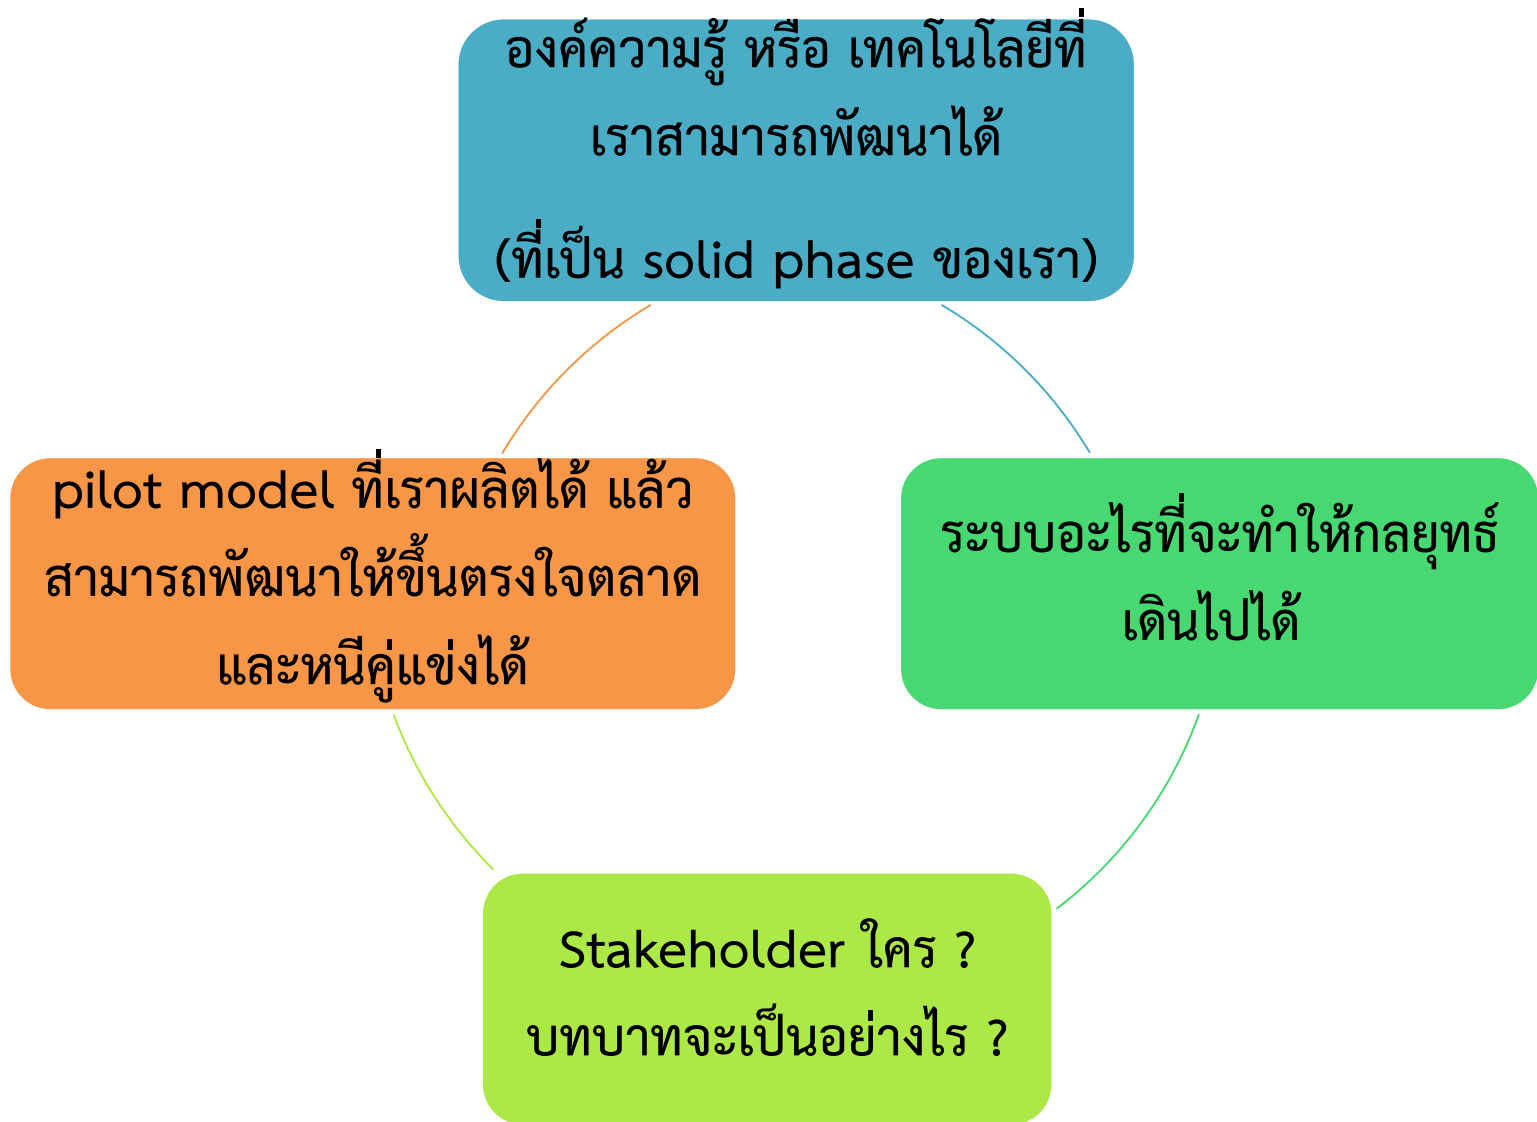 องค์ความรู้ หรือ เทคโนโลยีที่
เราสามารถพัฒนาได้
(ที่เป็น solid phase ของเรา)
pilot model ที่เราผลิตได้ แล้ว
สามารถพัฒนาให้ขึ้นตรงใจตลาด
และหนีคู่แข่งได้
ระบบอะไรที่จะทำให้กลยุทธ์
เดินไปได้
Stakeholder ใคร ?
บทบาทจะเป็นอย่างไร ?